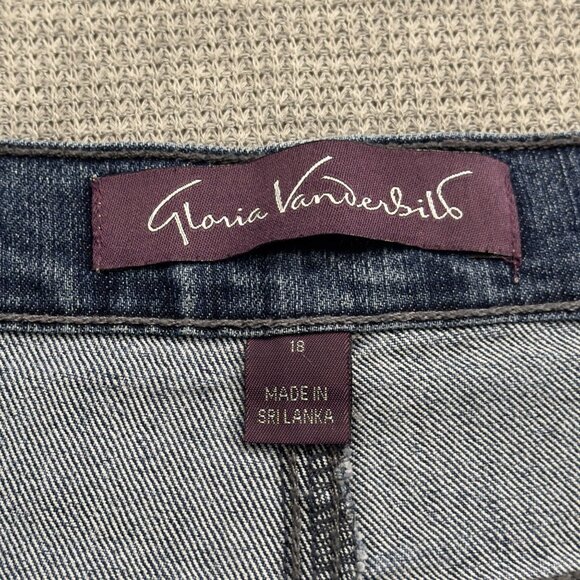 Gloria Vanderbilt
18
MADE IN
SRI LANKA